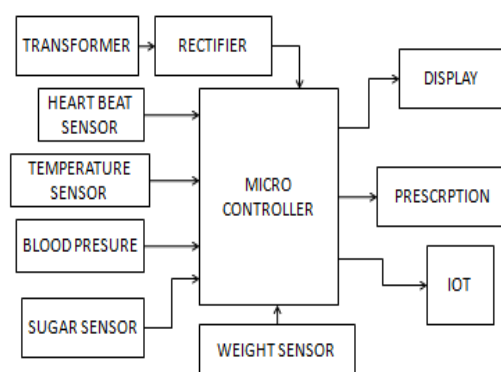 TRANSFORMER
RECTIFIER
HEART BEAT
SENSOR
DISPLAY
TEMPERATURE
SENSOR
MICRO
CONTROLLER
PRESCRPTION
BLOOD PRESURE
IOT
SUGAR SENSOR
WEIGHT SENSOR